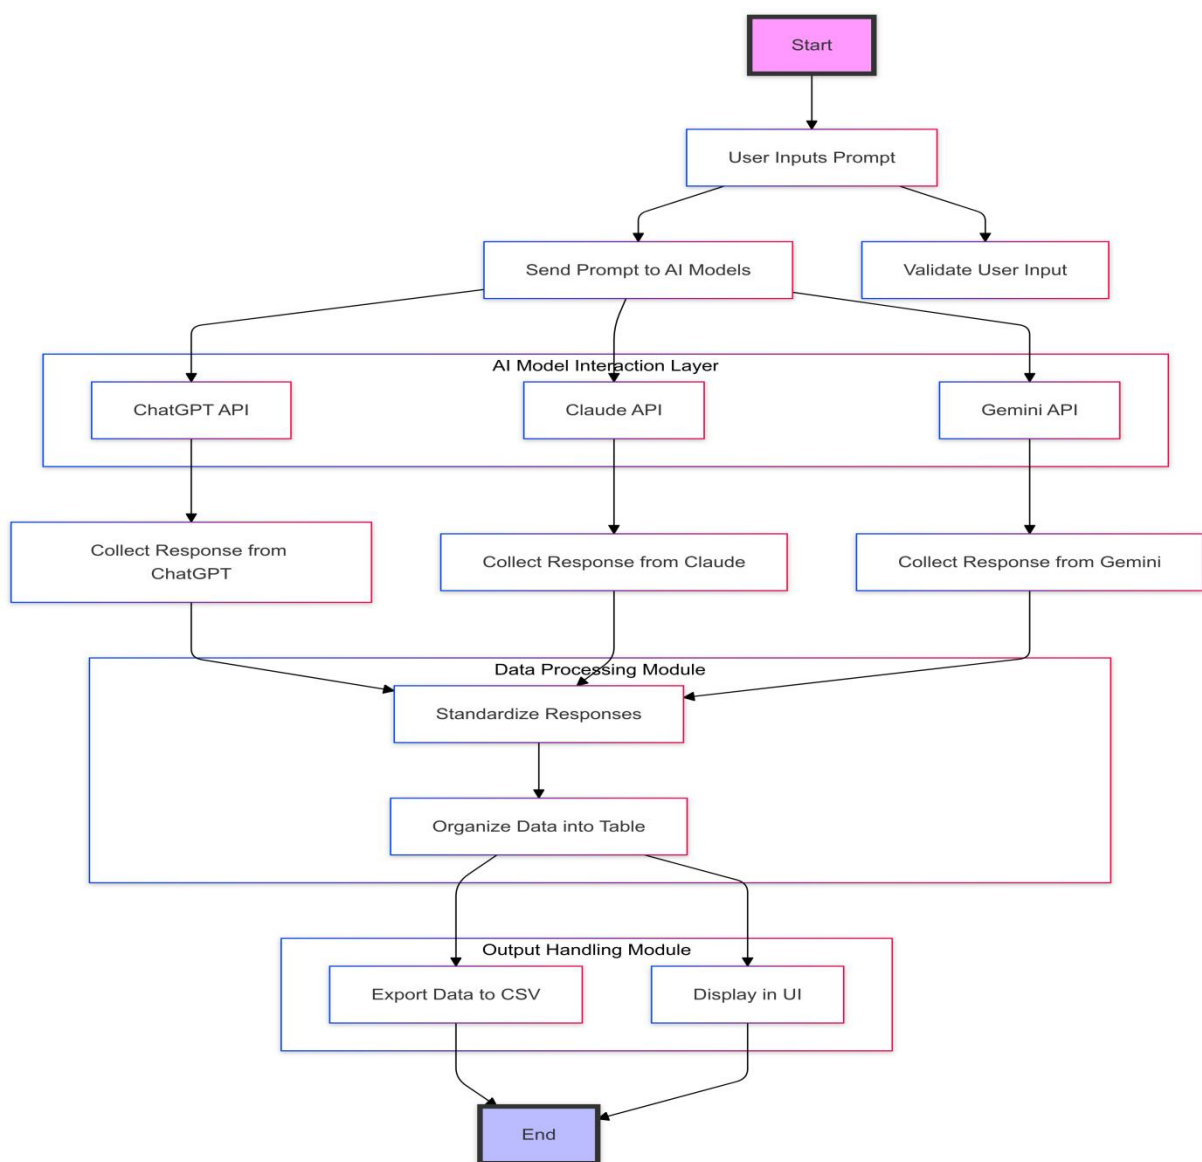 Start
User Inputs Prompt
Send Prompt to AI Models
Validate User Input
AI Model Interaction Layer
ChatGPT API
Claude API
Gemini API
Collect Response from
ChatGPT
Collect Response from Claude
Collect Response from Gemini
Data Processing Module
Standardize Responses
Organize Data into Table
Output Handling Module
Export Data to CSV
Display in UI
End